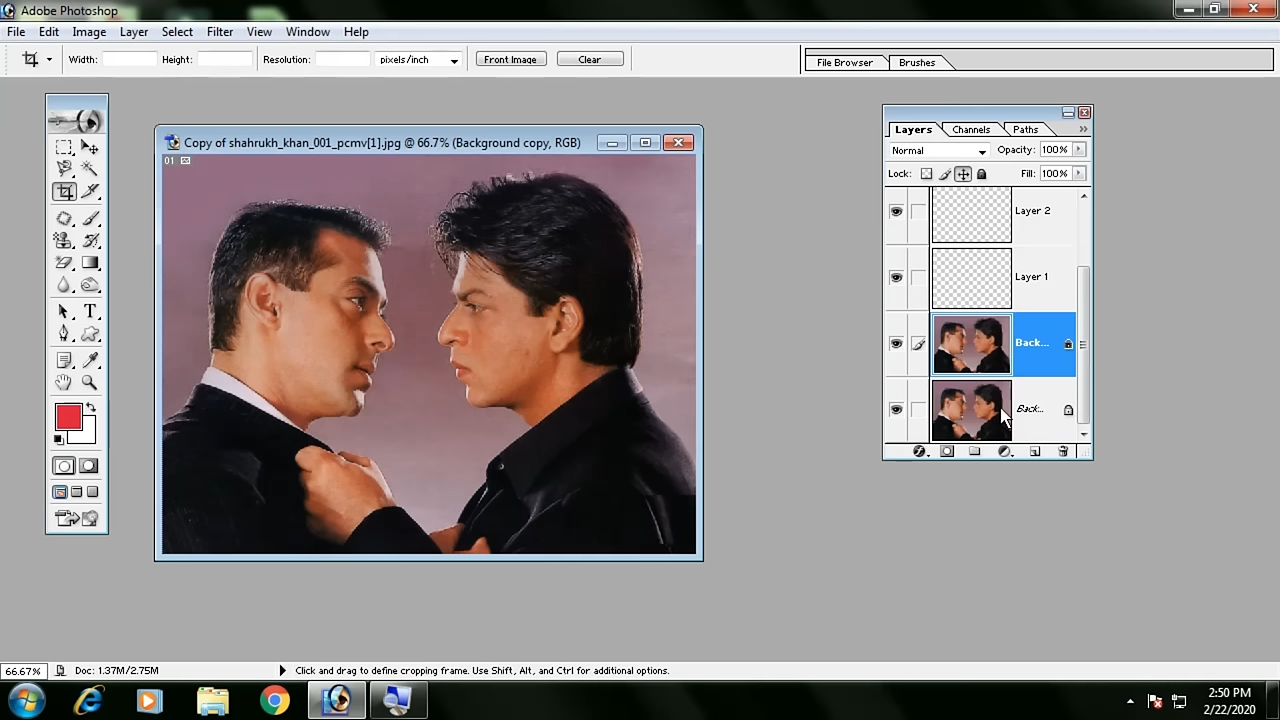 Adobe Photoshop
File Edit Image Layer Select Filter View Window Help
Width: Height: Resolution: pixels/inch Front Image Clear File Browser Brushes
Copy of shahrukh_khan_001_pcmv[1].jpg @ 66.7% (Background copy, RGB)
01
Layers Channels Paths
Normal Opacity: 100%
Lock: Fill: 100%
Layer 2
Layer 1
Back...
Back...
T
66.67% Doc: 1.37M/2.75M Click and drag to define cropping frame. Use Shift, Alt, and Ctrl for additional options.
2:50 PM
2/22/2020